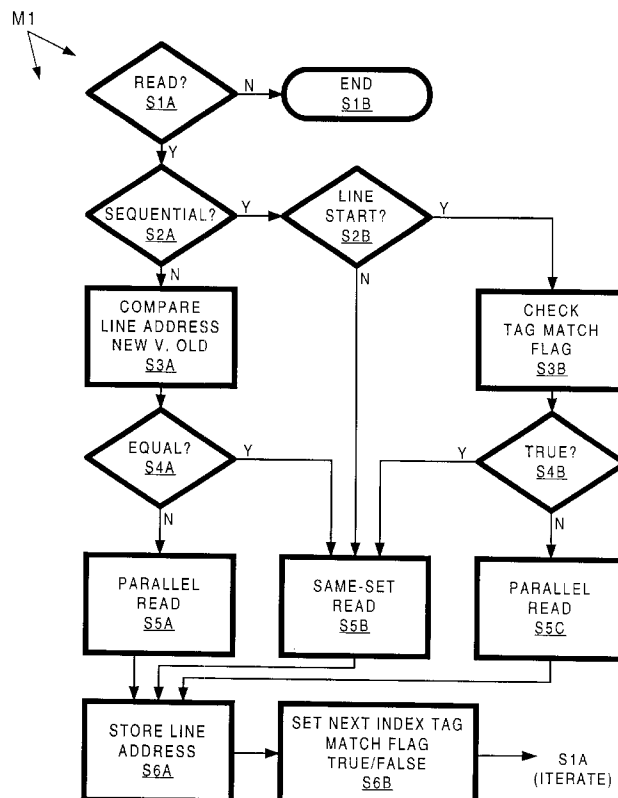 M1
READ?
S1A
N
END
S1B
Y
SEQUENTIAL?
S2A
Y
LINE
START?
S2B
Y
N
N
COMPARE
LINE ADDRESS
NEW V. OLD
S3A
CHECK
TAG MATCH
FLAG
S3B
EQUAL?
S4A
Y
Y
TRUE?
S4B
N
N
PARALLEL
READ
S5A
SAME-SET
READ
S5B
PARALLEL
READ
S5C
STORE LINE
ADDRESS
S6A
SET NEXT INDEX TAG
MATCH FLAG
TRUE/FALSE
S6B
S1A
(ITERATE)